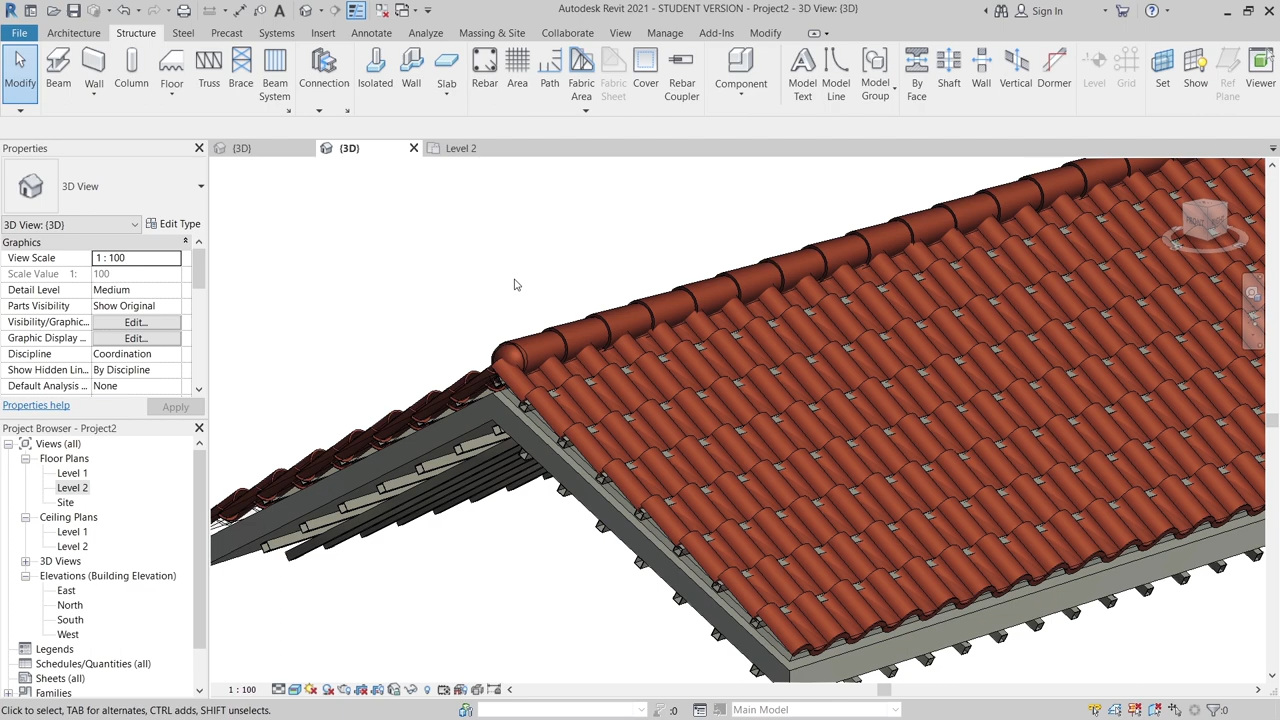 Autodesk Revit 2021 - STUDENT VERSION - Project2 - 3D View: {3D}
Sign In
File Architecture Structure Steel Precast Systems Insert Annotate Analyze Massing & Site Collaborate View Manage Add-Ins Modify
Modify Beam Wall Column Floor Truss Brace Beam System Connection Isolated Wall Slab Rebar Area Path Fabric Area Fabric Sheet Cover Rebar Coupler Component Model Text Model Line Model Group By Face Shaft Wall Vertical Dormer Level Grid Set Show Ref Plane Viewer
Properties
{3D} {3D} Level 2
3D View
3D View: {3D} Edit Type
Graphics
View Scale 1 : 100
Scale Value 1: 100
Detail Level Medium
Parts Visibility Show Original
Visibility/Graphic... Edit...
Graphic Display ... Edit...
Discipline Coordination
Show Hidden Lin... By Discipline
Default Analysis ... None
Properties help Apply
Project Browser - Project2
Views (all)
Floor Plans
Level 1
Level 2
Site
Ceiling Plans
Level 1
Level 2
3D Views
Elevations (Building Elevation)
East
North
South
West
Legends
Schedules/Quantities (all)
Sheets (all)
Families
1 : 100
Click to select, TAB for alternates, CTRL adds, SHIFT unselects.
:0
Main Model
:0